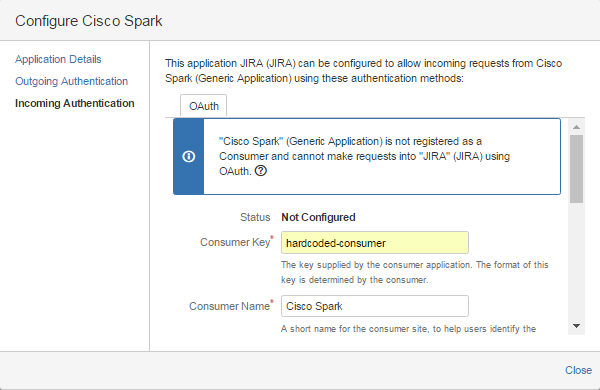 Configure Cisco Spark
Application Details
Outgoing Authentication
Incoming Authentication
This application JIRA (JIRA) can be configured to allow incoming requests from Cisco
Spark (Generic Application) using these authentication methods:
OAuth
"Cisco Spark" (Generic Application) is not registered as a
Consumer and cannot make requests into "JIRA" (JIRA) using
OAuth. ?
Status Not Configured
Consumer Key* hardcoded-consumer
The key supplied by the consumer application. The format of this
key is determined by the consumer.
Consumer Name* Cisco Spark
A short name for the consumer site, to help users identify the
Close